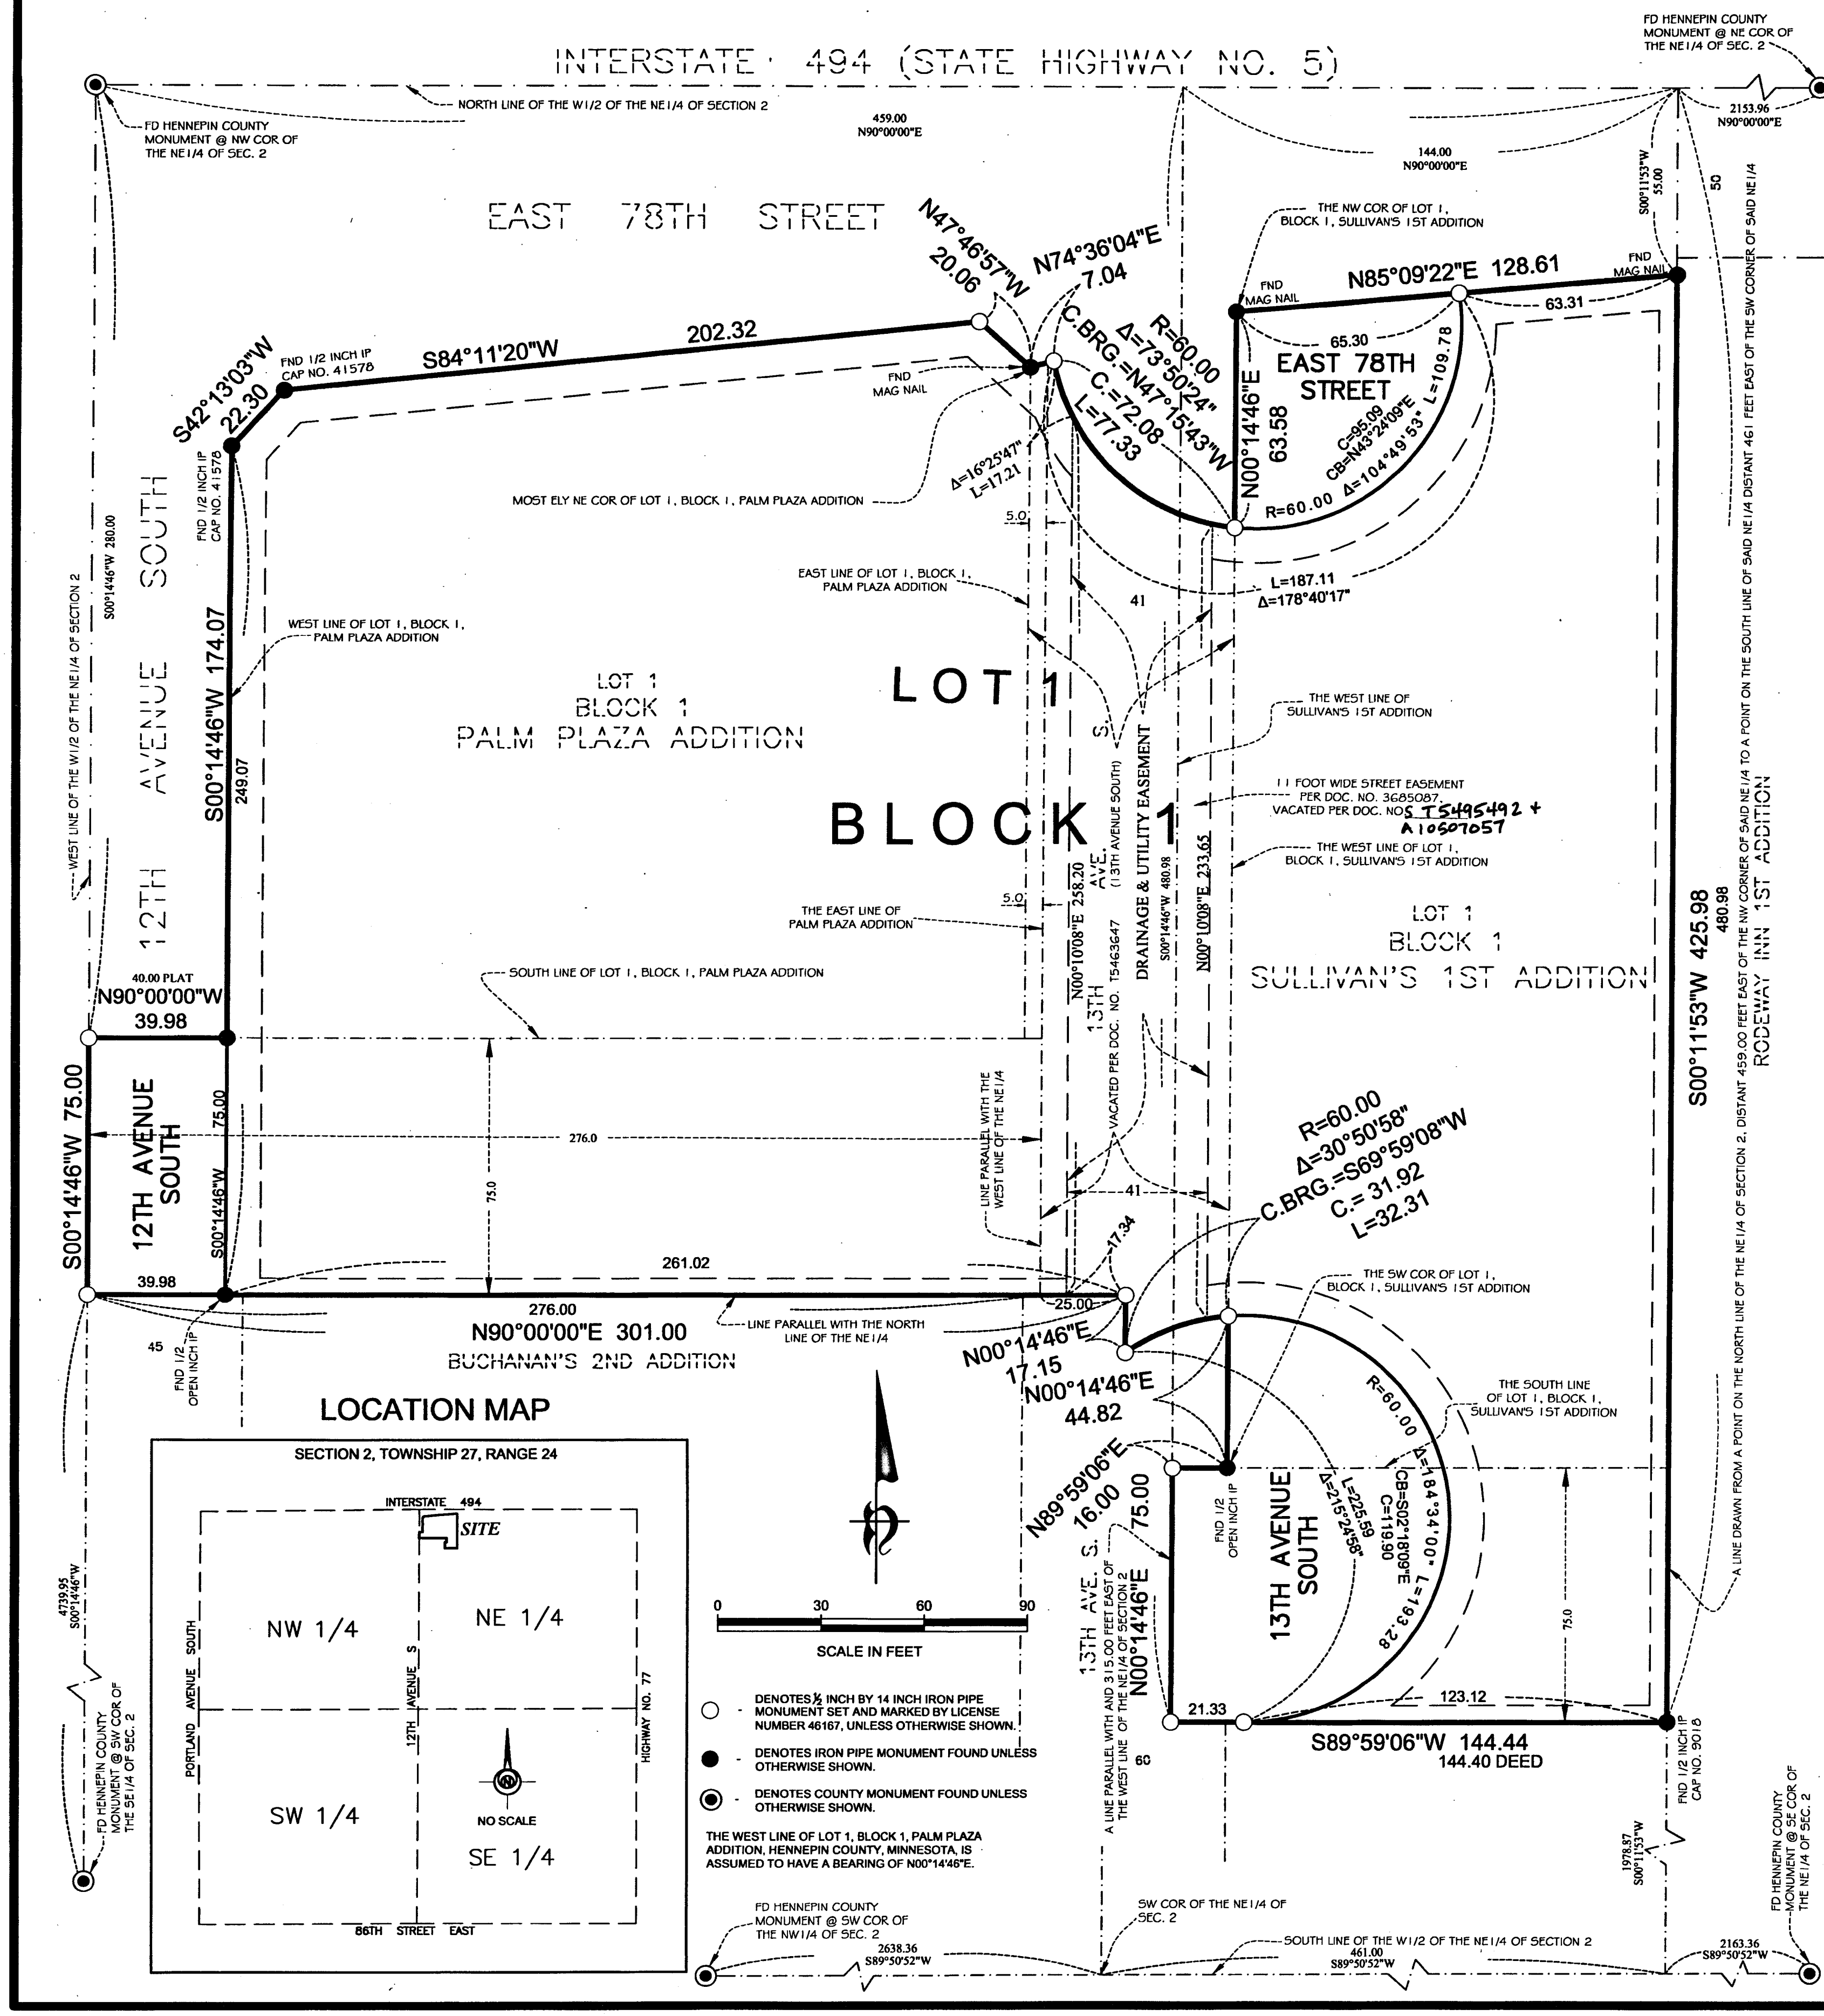 FD HENNEPIN COUNTY
MONUMENT @ NE COR OF
THE NE1/4 OF SEC. 2
INTERSTATE 494 (STATE HIGHWAY NO. 5)
NORTH LINE OF THE W1/2 OF THE NE1/4 OF SECTION 2
2153.96
N90°00'00"E
FD HENNEPIN COUNTY
MONUMENT @ NW COR OF
THE NE1/4 OF SEC. 2
459.00
N90°00'00"E
144.00
N90°00'00"E
S00°11'53"W
55.00
50
EAST 78TH STREET
THE NW COR OF LOT 1,
BLOCK 1, SULLIVAN'S 1ST ADDITION
N47°46'57"W
20.06
N74°36'04"E
7.04
FND
MAG NAIL
N85°09'22"E 128.61
FND
MAG NAIL
65.30
63.31
EAST 78TH
STREET
C=95.09
CB=N43°24'09"E
R=60.00 Δ=104°49'53" L=109.78
N00°14'46"E
63.58
R=60.00
Δ=73°50'24"
C.BRG.=N47°15'43"W
C.=72.08
L=77.33
S42°13'03"W
22.30
FND 1/2 INCH IP
CAP NO. 41578
S84°11'20"W 202.32
FND
MAG NAIL
FND 1/2 INCH IP
CAP NO. 41578
Δ=16°25'47"
L=17.21
MOST ELY NE COR OF LOT 1, BLOCK 1, PALM PLAZA ADDITION
5.0
EAST LINE OF LOT 1, BLOCK 1,
PALM PLAZA ADDITION
41
L=187.11
Δ=178°40'17"
WEST LINE OF THE W1/2 OF THE NE1/4 OF SECTION 2
S00°14'46"W 280.00
12TH AVENUE SOUTH
S00°14'46"W 174.07
249.07
WEST LINE OF LOT 1, BLOCK 1,
PALM PLAZA ADDITION
LOT 1
BLOCK 1
PALM PLAZA ADDITION
LOT 1
BLOCK 1
THE WEST LINE OF
SULLIVAN'S 1ST ADDITION
11 FOOT WIDE STREET EASEMENT
PER DOC. NO. 3685087.
VACATED PER DOC. NOS T5495492 +
A10507057
THE WEST LINE OF LOT 1,
BLOCK 1, SULLIVAN'S 1ST ADDITION
5.0
THE EAST LINE OF
PALM PLAZA ADDITION
N00°10'08"E 258.20
13TH AVE. S.
VACATED PER DOC. NO. T5463647 (13TH AVENUE SOUTH)
DRAINAGE & UTILITY EASEMENT
S00°14'46"W 480.98
N00°10'08"E 233.65
LOT 1
BLOCK 1
SULLIVAN'S 1ST ADDITION
S00°11'53"W 425.98
480.98
A LINE DRAWN FROM A POINT ON THE NORTH LINE OF THE NE1/4 OF SECTION 2, DISTANT 459.00 FEET EAST OF THE NW CORNER OF SAID NE1/4 TO A POINT ON THE SOUTH LINE OF SAID NE1/4 DISTANT 461 FEET EAST OF THE SW CORNER OF SAID NE1/4
RODEWAY INN 1ST ADDITION
SOUTH LINE OF LOT 1, BLOCK 1, PALM PLAZA ADDITION
40.00 PLAT
N90°00'00"W
39.98
S00°14'46"W 75.00
12TH AVENUE
SOUTH
S00°14'46"W 75.00
276.0
75.0
LINE PARALLEL WITH THE
WEST LINE OF THE NE1/4
41
17.34
R=60.00
Δ=30°50'58"
C.BRG.=S69°59'08"W
C.= 31.92
L=32.31
39.98
261.02
THE SW COR OF LOT 1,
BLOCK 1, SULLIVAN'S 1ST ADDITION
276.00
25.00
N90°00'00"E 301.00
BUCHANAN'S 2ND ADDITION
LINE PARALLEL WITH THE NORTH
LINE OF THE NE1/4
45
FND 1/2
OPEN INCH IP
N00°14'46"E
17.15
N00°14'46"E
44.82
N89°59'06"E
16.00
FND 1/2
OPEN INCH IP
THE SOUTH LINE
OF LOT 1, BLOCK 1,
SULLIVAN'S 1ST ADDITION
R=60.00 Δ=184°34'00" L=193.28
CB=S02°18'09"E
C=119.90
L=225.59
Δ=215°24'58"
13TH AVENUE
SOUTH
75.0
13TH AVE. S.
N00°14'46"E 75.00
A LINE PARALLEL WITH AND 315.00 FEET EAST OF
THE WEST LINE OF THE NE1/4 OF SECTION 2
21.33
123.12
S89°59'06"W 144.44
144.40 DEED
60
FND 1/2 INCH IP
CAP NO. 9018
LOCATION MAP
SECTION 2, TOWNSHIP 27, RANGE 24
INTERSTATE 494
SITE
NW 1/4
NE 1/4
PORTLAND AVENUE SOUTH
12TH AVENUE S
HIGHWAY NO. 77
SW 1/4
SE 1/4
N
NO SCALE
86TH STREET EAST
4739.95
S00°14'46"W
FD HENNEPIN COUNTY
MONUMENT @ SW COR OF
THE SE1/4 OF SEC. 2
0 30 60 90
SCALE IN FEET
DENOTES ½ INCH BY 14 INCH IRON PIPE
MONUMENT SET AND MARKED BY LICENSE
NUMBER 46167, UNLESS OTHERWISE SHOWN.
DENOTES IRON PIPE MONUMENT FOUND UNLESS
OTHERWISE SHOWN.
DENOTES COUNTY MONUMENT FOUND UNLESS
OTHERWISE SHOWN.
THE WEST LINE OF LOT 1, BLOCK 1, PALM PLAZA
ADDITION, HENNEPIN COUNTY, MINNESOTA, IS
ASSUMED TO HAVE A BEARING OF N00°14'46"E.
FD HENNEPIN COUNTY
MONUMENT @ SW COR OF
THE NW1/4 OF SEC. 2
2638.36
S89°50'52"W
SW COR OF THE NE1/4 OF
SEC. 2
SOUTH LINE OF THE W1/2 OF THE NE1/4 OF SECTION 2
461.00
S89°50'52"W
1978.87
S00°11'53"W
2163.36
S89°50'52"W
FD HENNEPIN COUNTY
MONUMENT @ SE COR OF
THE NE1/4 OF SEC. 2